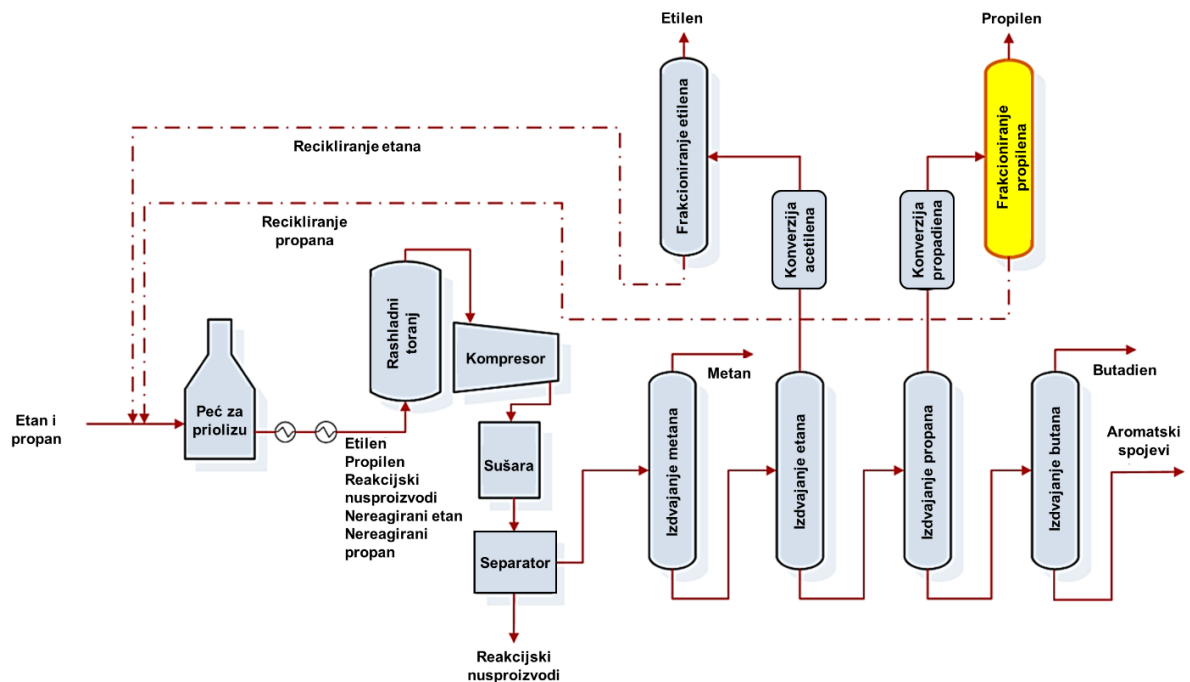 Etilen
Propilen
Frakcioniranje etilena
Frakcioniranje
propilena
Recikliranje etana
Recikliranje
propana
Konverzija
acetilena
Konverzija
propadiena
Rashladni
toranj
Kompresor
Metan
Butadien
Etan i
propan
Peć za
priolizu
Etilen
Propilen
Reakcijski
nusproizvodi
Nereagirani etan
Nereagirani
propan
Sušara
Separator
Reakcijski
nusproizvodi
Izdvajanje metana
Izdvajanje etana
Izdvajanje propana
Izdvajanje butana
Aromatski
spojevi